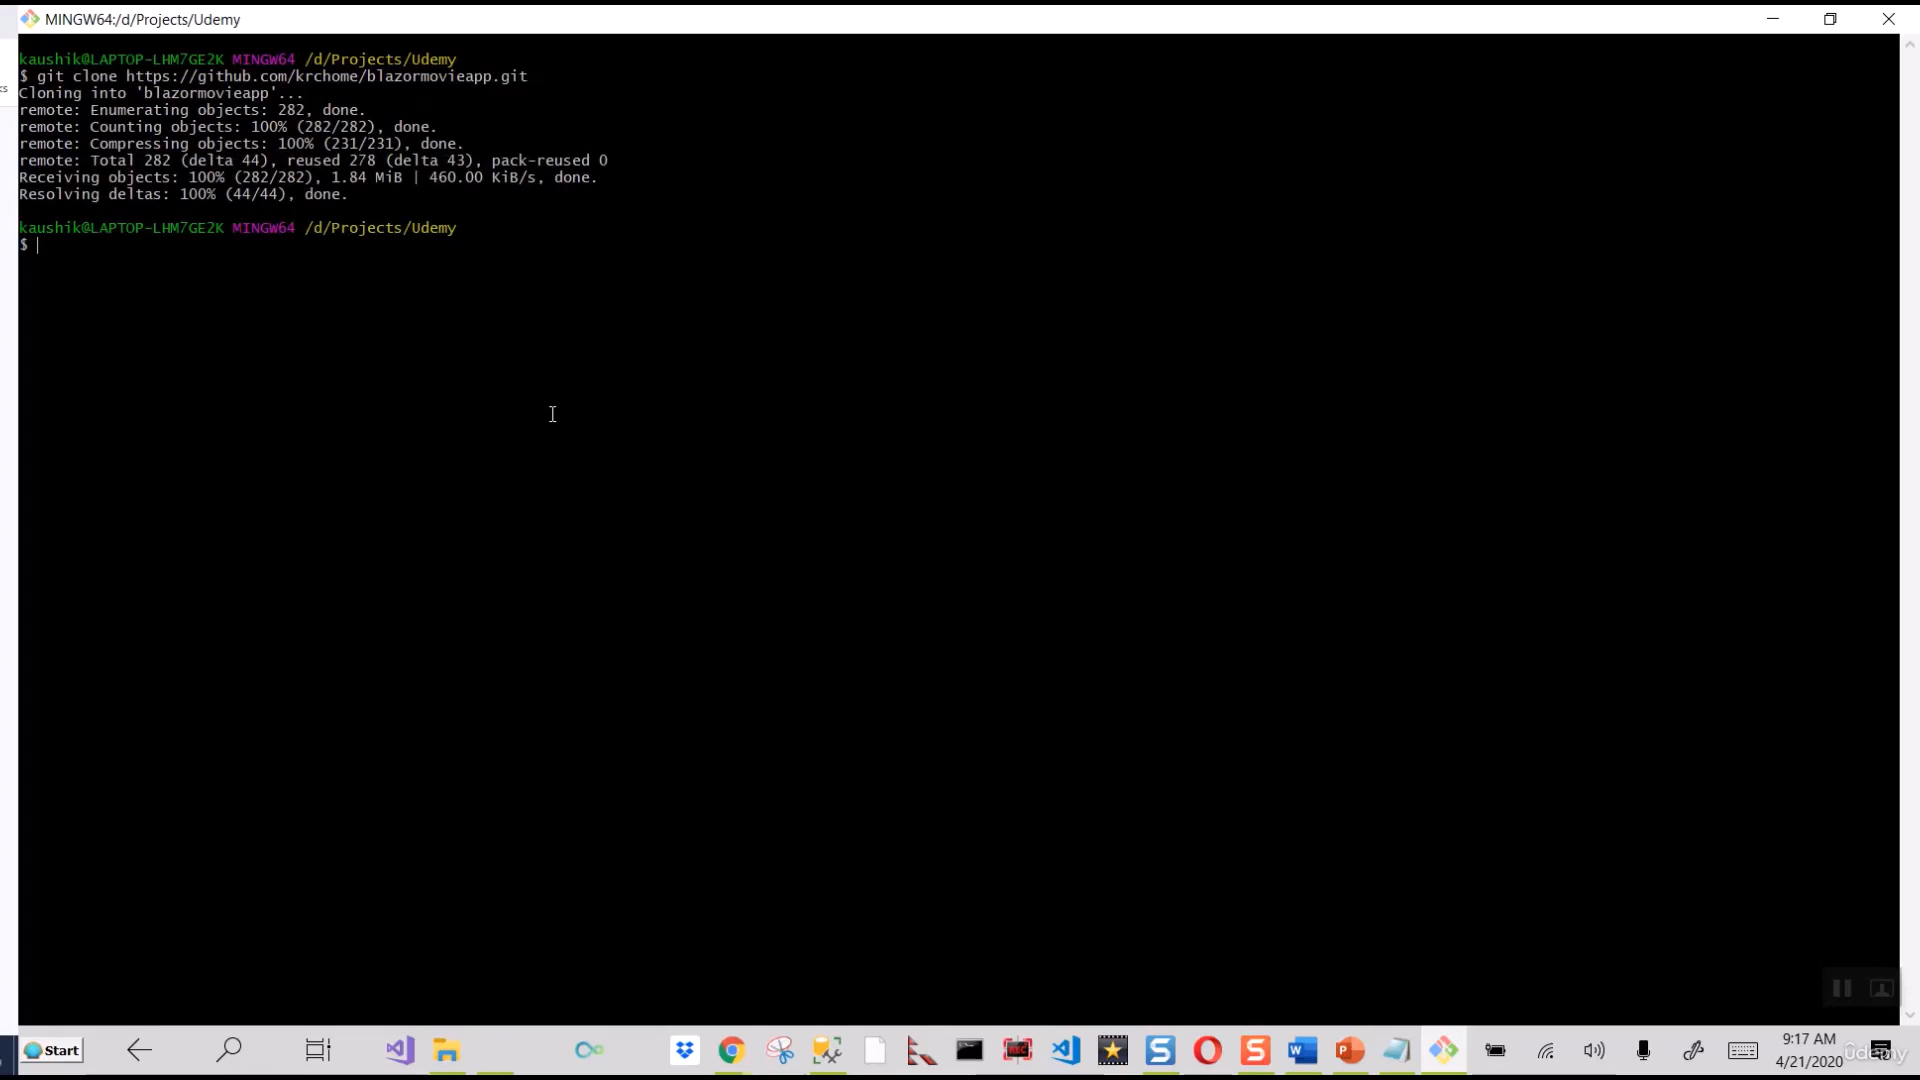 MINGW64:/d/Projects/Udemy
kaushik@LAPTOP-LHM7GE2K MINGW64 /d/Projects/Udemy
$ git clone https://github.com/krchome/blazormovieapp.git
Cloning into 'blazormovieapp'...
remote: Enumerating objects: 282, done.
remote: Counting objects: 100% (282/282), done.
remote: Compressing objects: 100% (231/231), done.
remote: Total 282 (delta 44), reused 278 (delta 43), pack-reused 0
Receiving objects: 100% (282/282), 1.84 MiB | 460.00 KiB/s, done.
Resolving deltas: 100% (44/44), done.
kaushik@LAPTOP-LHM7GE2K MINGW64 /d/Projects/Udemy
$
Start
REC
S
S
W
P
9:17 AM
4/21/2020
ûdemy